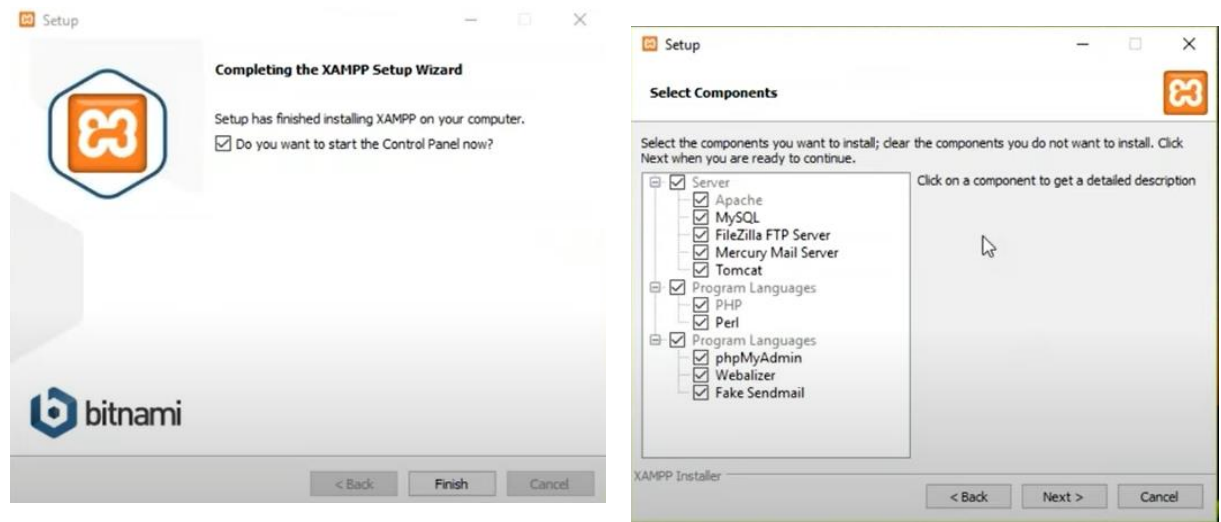 Setup
Completing the XAMPP Setup Wizard
Setup has finished installing XAMPP on your computer.
Do you want to start the Control Panel now?
bitnami
< Back
Finish
Cancel
Setup
Select Components
Select the components you want to install; clear the components you do not want to install. Click
Next when you are ready to continue.
Server
Apache
MySQL
FileZilla FTP Server
Mercury Mail Server
Tomcat
Program Languages
PHP
Perl
Program Languages
phpMyAdmin
Webalizer
Fake Sendmail
Click on a component to get a detailed description
XAMPP Installer
< Back
Next >
Cancel